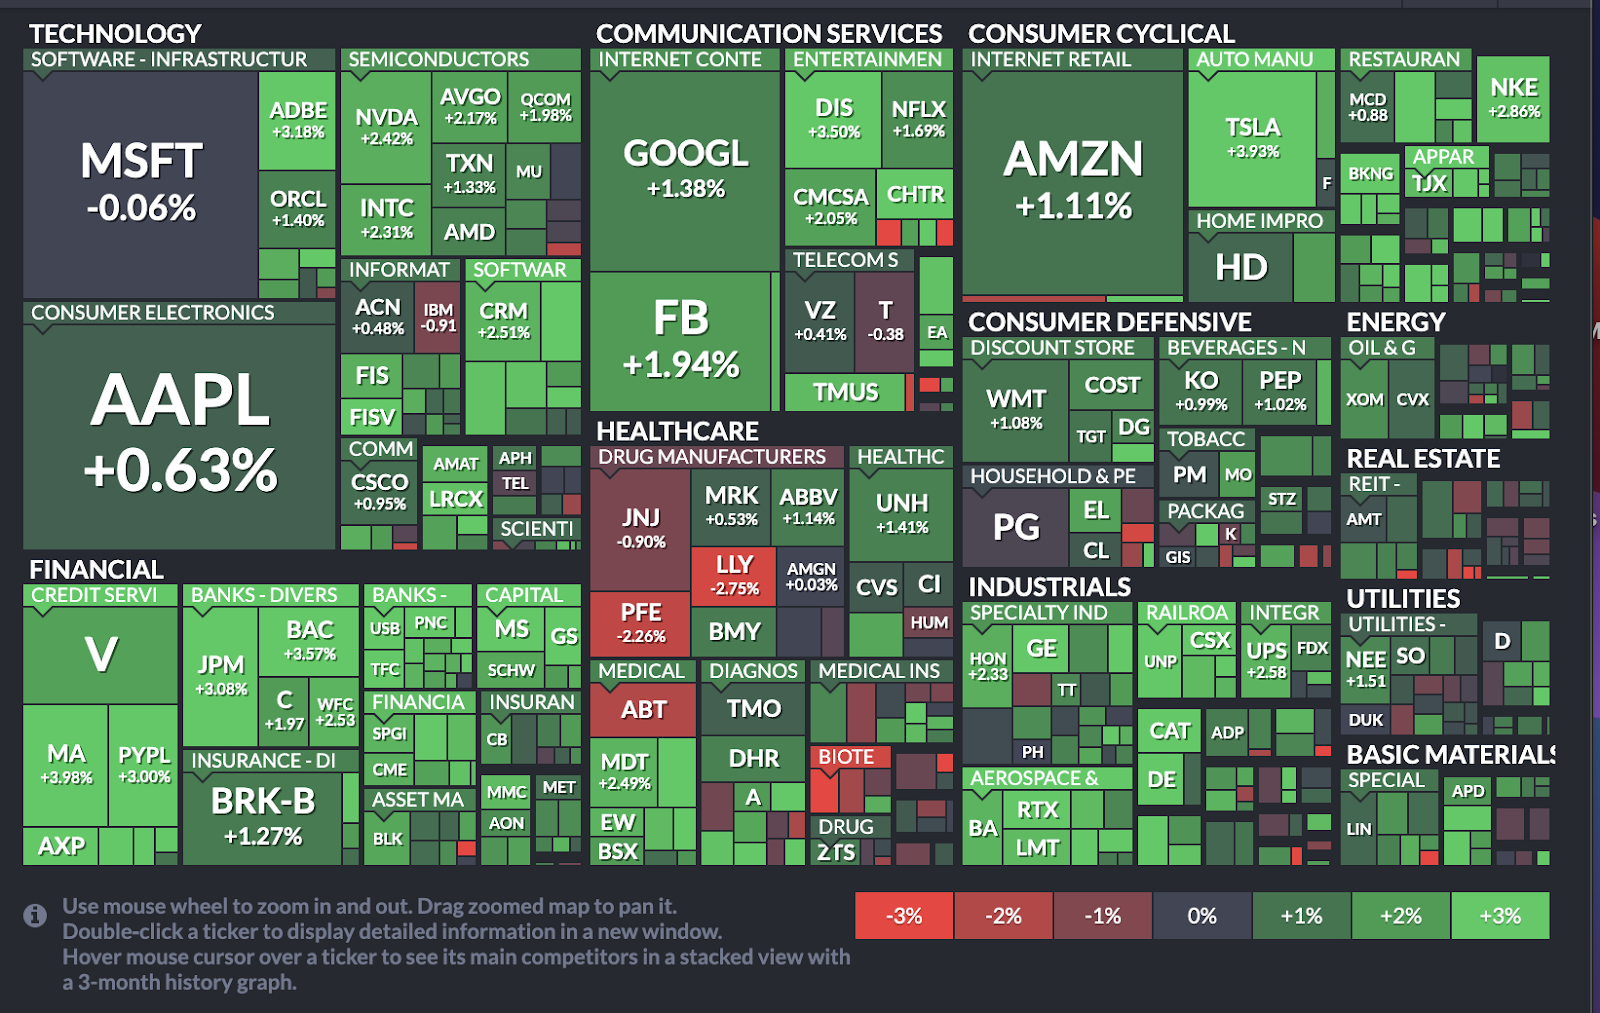 TECHNOLOGY
SOFTWARE - INFRASTRUCTUR
MSFT
-0.06%
ADBE
+3.18%
ORCL
+1.40%
SEMICONDUCTORS
NVDA
+2.42%
AVGO
+2.17%
QCOM
+1.98%
INTC
+2.31%
TXN
+1.33%
MU
AMD
CONSUMER ELECTRONICS
AAPL
+0.63%
INFORMAT
ACN
+0.48%
IBM
-0.91
FIS
FISV
SOFTWAR
CRM
+2.51%
COMM
CSCO
+0.95%
AMAT
LRCX
APH
TEL
SCIENTI
COMMUNICATION SERVICES
INTERNET CONTE
GOOGL
+1.38%
FB
+1.94%
ENTERTAINMEN
DIS
+3.50%
NFLX
+1.69%
CMCSA
+2.05%
CHTR
TELECOM S
VZ
+0.41%
T
-0.38
TMUS
EA
CONSUMER CYCLICAL
INTERNET RETAIL
AMZN
+1.11%
AUTO MANU
TSLA
+3.93%
F
HOME IMPRO
HD
RESTAURAN
MCD
+0.88
NKE
+2.86%
BKNG
APPAR
TJX
CONSUMER DEFENSIVE
DISCOUNT STORE
WMT
+1.08%
COST
TGT
DG
BEVERAGES - N
KO
+0.99%
PEP
+1.02%
HOUSEHOLD & PE
PG
EL
CL
TOBACC
PM
MO
PACKAG
K
GIS
STZ
ENERGY
OIL & G
XOM
CVX
REAL ESTATE
REIT -
AMT
HEALTHCARE
DRUG MANUFACTURERS
JNJ
-0.90%
MRK
+0.53%
ABBV
+1.14%
LLY
-2.75%
AMGN
+0.03%
PFE
-2.26%
BMY
HEALTHC
UNH
+1.41%
CVS
CI
HUM
MEDICAL
ABT
MDT
+2.49%
EW
BSX
DIAGNOS
TMO
DHR
A
MEDICAL INS
BIOTE
DRUG
ZTS
FINANCIAL
CREDIT SERVI
V
MA
+3.98%
PYPL
+3.00%
AXP
BANKS - DIVERS
JPM
+3.08%
BAC
+3.57%
C
+1.97
WFC
+2.53
INSURANCE - DI
BRK-B
+1.27%
BANKS -
USB
PNC
TFC
FINANCIA
SPGI
CME
ASSET MA
BLK
CAPITAL
MS
GS
SCHW
INSURAN
CB
MMC
MET
AON
INDUSTRIALS
SPECIALTY IND
HON
+2.33
GE
TT
PH
AEROSPACE &
BA
RTX
LMT
RAILROA
UNP
CSX
INTEGR
UPS
+2.58
FDX
CAT
DE
ADP
UTILITIES
UTILITIES -
NEE
+1.51
SO
D
DUK
BASIC MATERIALS
SPECIAL
LIN
APD
Use mouse wheel to zoom in and out. Drag zoomed map to pan it.
Double-click a ticker to display detailed information in a new window.
Hover mouse cursor over a ticker to see its main competitors in a stacked view with
a 3-month history graph.
-3% -2% -1% 0% +1% +2% +3%